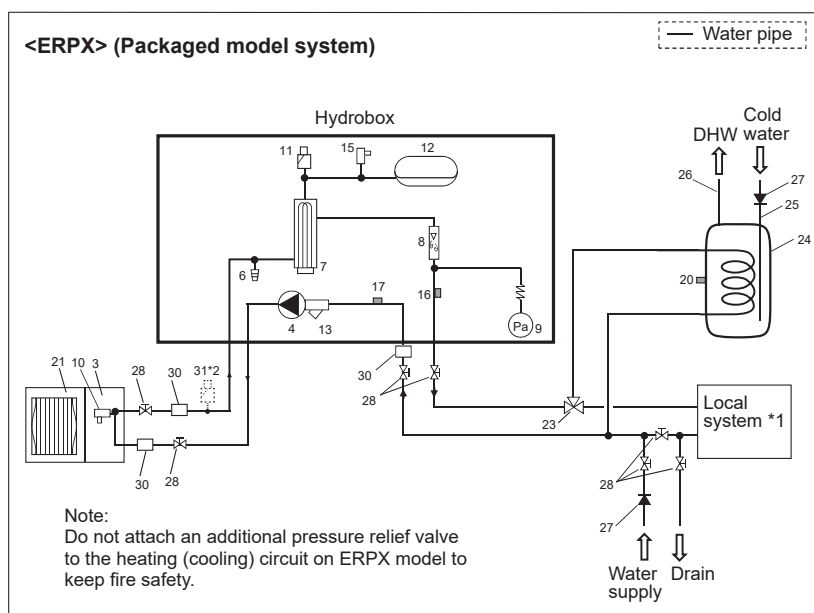 <ERPX> (Packaged model system)
Water pipe
Hydrobox
DHW
Cold
water
11
15
12
26
27
25
24
8
6
7
20
17
16
4
13
Pa
9
21
10
3
28
30
31*2
30
28
23
Local
system *1
30
28
28
27
Note:
Do not attach an additional pressure relief valve
to the heating (cooling) circuit on ERPX model to
keep fire safety.
Water
supply
Drain